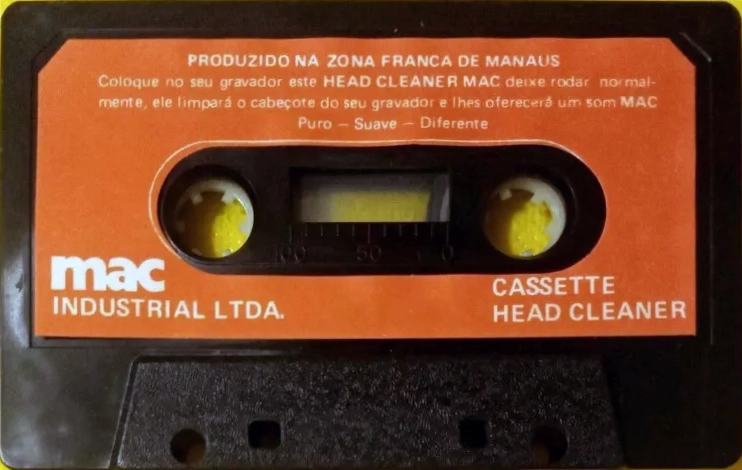 PRODUZIDO NA ZONA FRANCA DE MANAUS
Coloque no seu gravador este HEAD CLEANER MAC deixe rodar normal-
mente, ele limpará o cabeçote do seu gravador e lhes oferecerá um som MAC
Puro — Suave — Diferente
100 50 0
mac
INDUSTRIAL LTDA.
CASSETTE
HEAD CLEANER